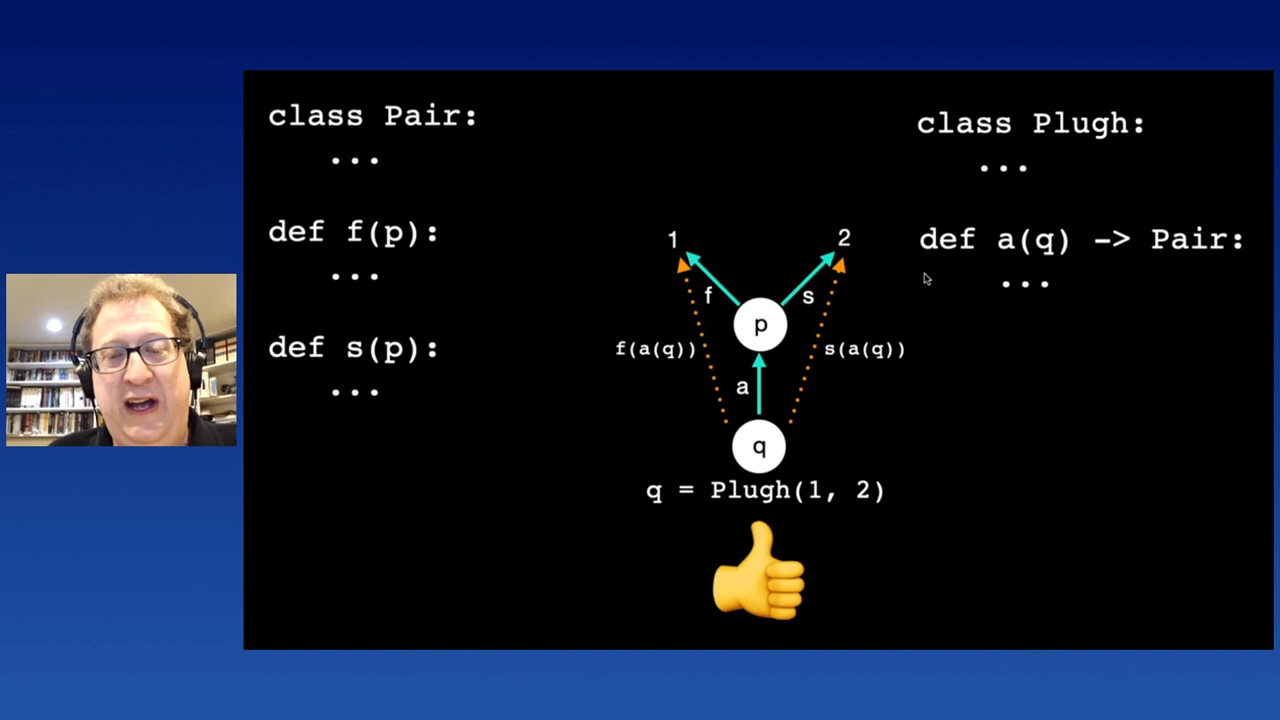 class Pair:
...
def f(p):
...
def s(p):
...
1
2
f
s
p
f(a(q))
s(a(q))
a
q
q = Plugh(1, 2)
class Plugh:
...
def a(q) -> Pair:
...